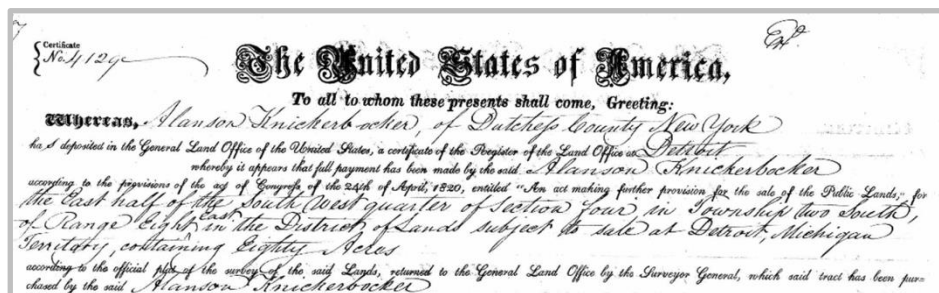 Certificate
No. 4129
Exd.
The United States of America,
To all to whom these presents shall come, Greeting:
Whereas, Alanson Knickerbocker, of Dutchess County New York
has deposited in the General Land Office of the United States, a certificate of the Register of the Land Office at Detroit
whereby it appears that full payment has been made by the said Alanson Knickerbocker
according to the provisions of the act of Congress, of the 24th of April, 1820, entitled "An act making further provision for the sale of the Public Lands," for
the East half of the South West quarter of Section four in Township two South,
of Range Eight East in the District of Lands subject to sale at Detroit, Michigan
Territory, containing Eighty Acres
according to the official plat of the survey of the said Lands, returned to the General Land Office by the Surveyor General, which said tract has been pur-
chased by the said Alanson Knickerbocker